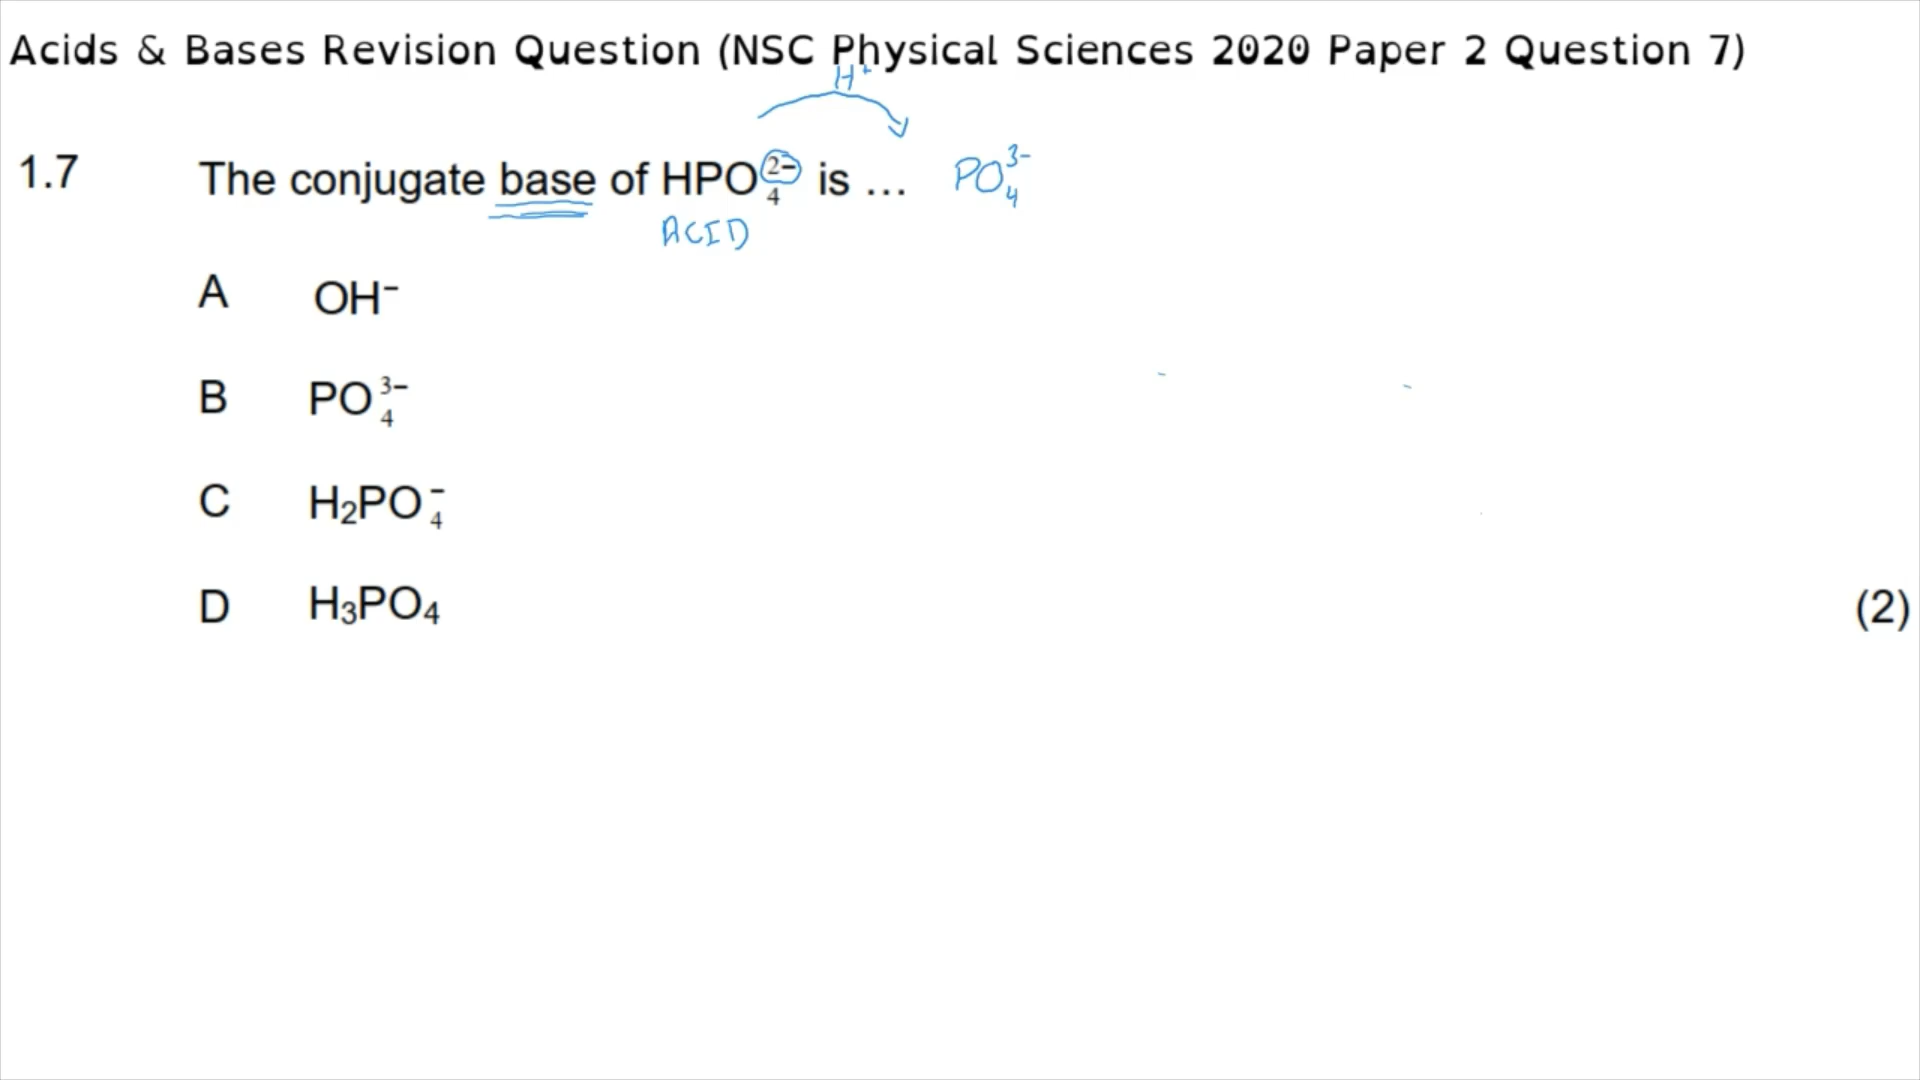 Acids & Bases Revision Question (NSC Physical Sciences 2020 Paper 2 Question 7)
H⁺
1.7 The conjugate base of HPO₄²⁻ is ... PO₄³⁻
ACID
A OH⁻
B PO₄³⁻
C H₂PO₄⁻
D H₃PO₄ (2)